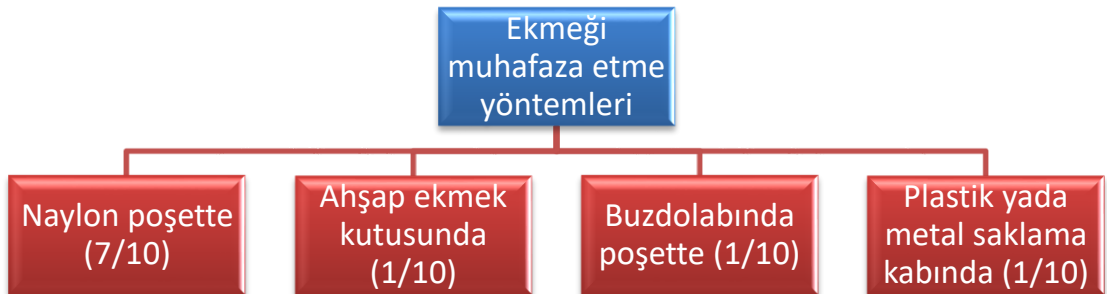 Ekmeği
muhafaza etme
yöntemleri
Naylon poşette
(7/10)
Ahşap ekmek
kutusunda
(1/10)
Buzdolabında
poşette (1/10)
Plastik yada
metal saklama
kabında (1/10)